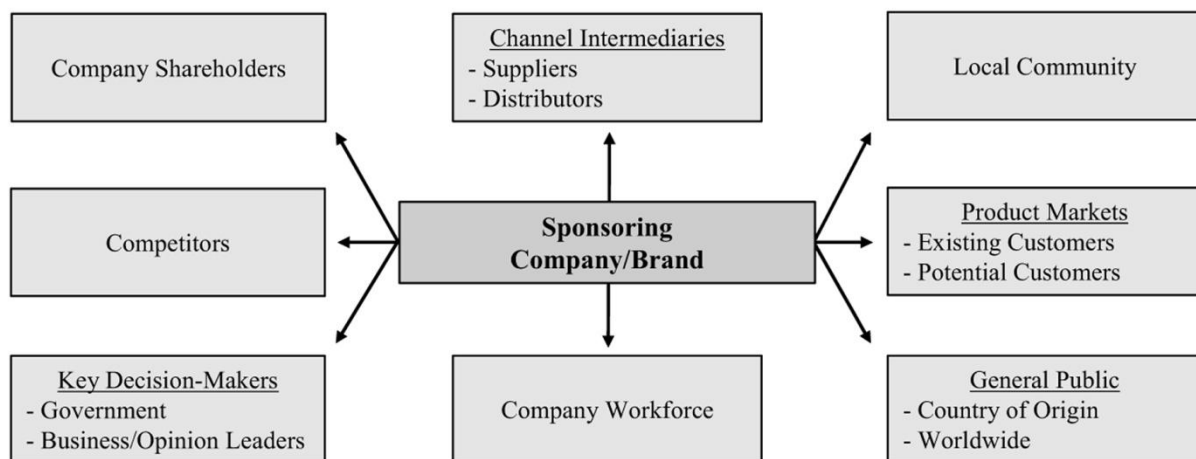 Company Shareholders
Channel Intermediaries
- Suppliers
- Distributors
Local Community
Competitors
Sponsoring
Company/Brand
Product Markets
- Existing Customers
- Potential Customers
Key Decision-Makers
- Government
- Business/Opinion Leaders
Company Workforce
General Public
- Country of Origin
- Worldwide